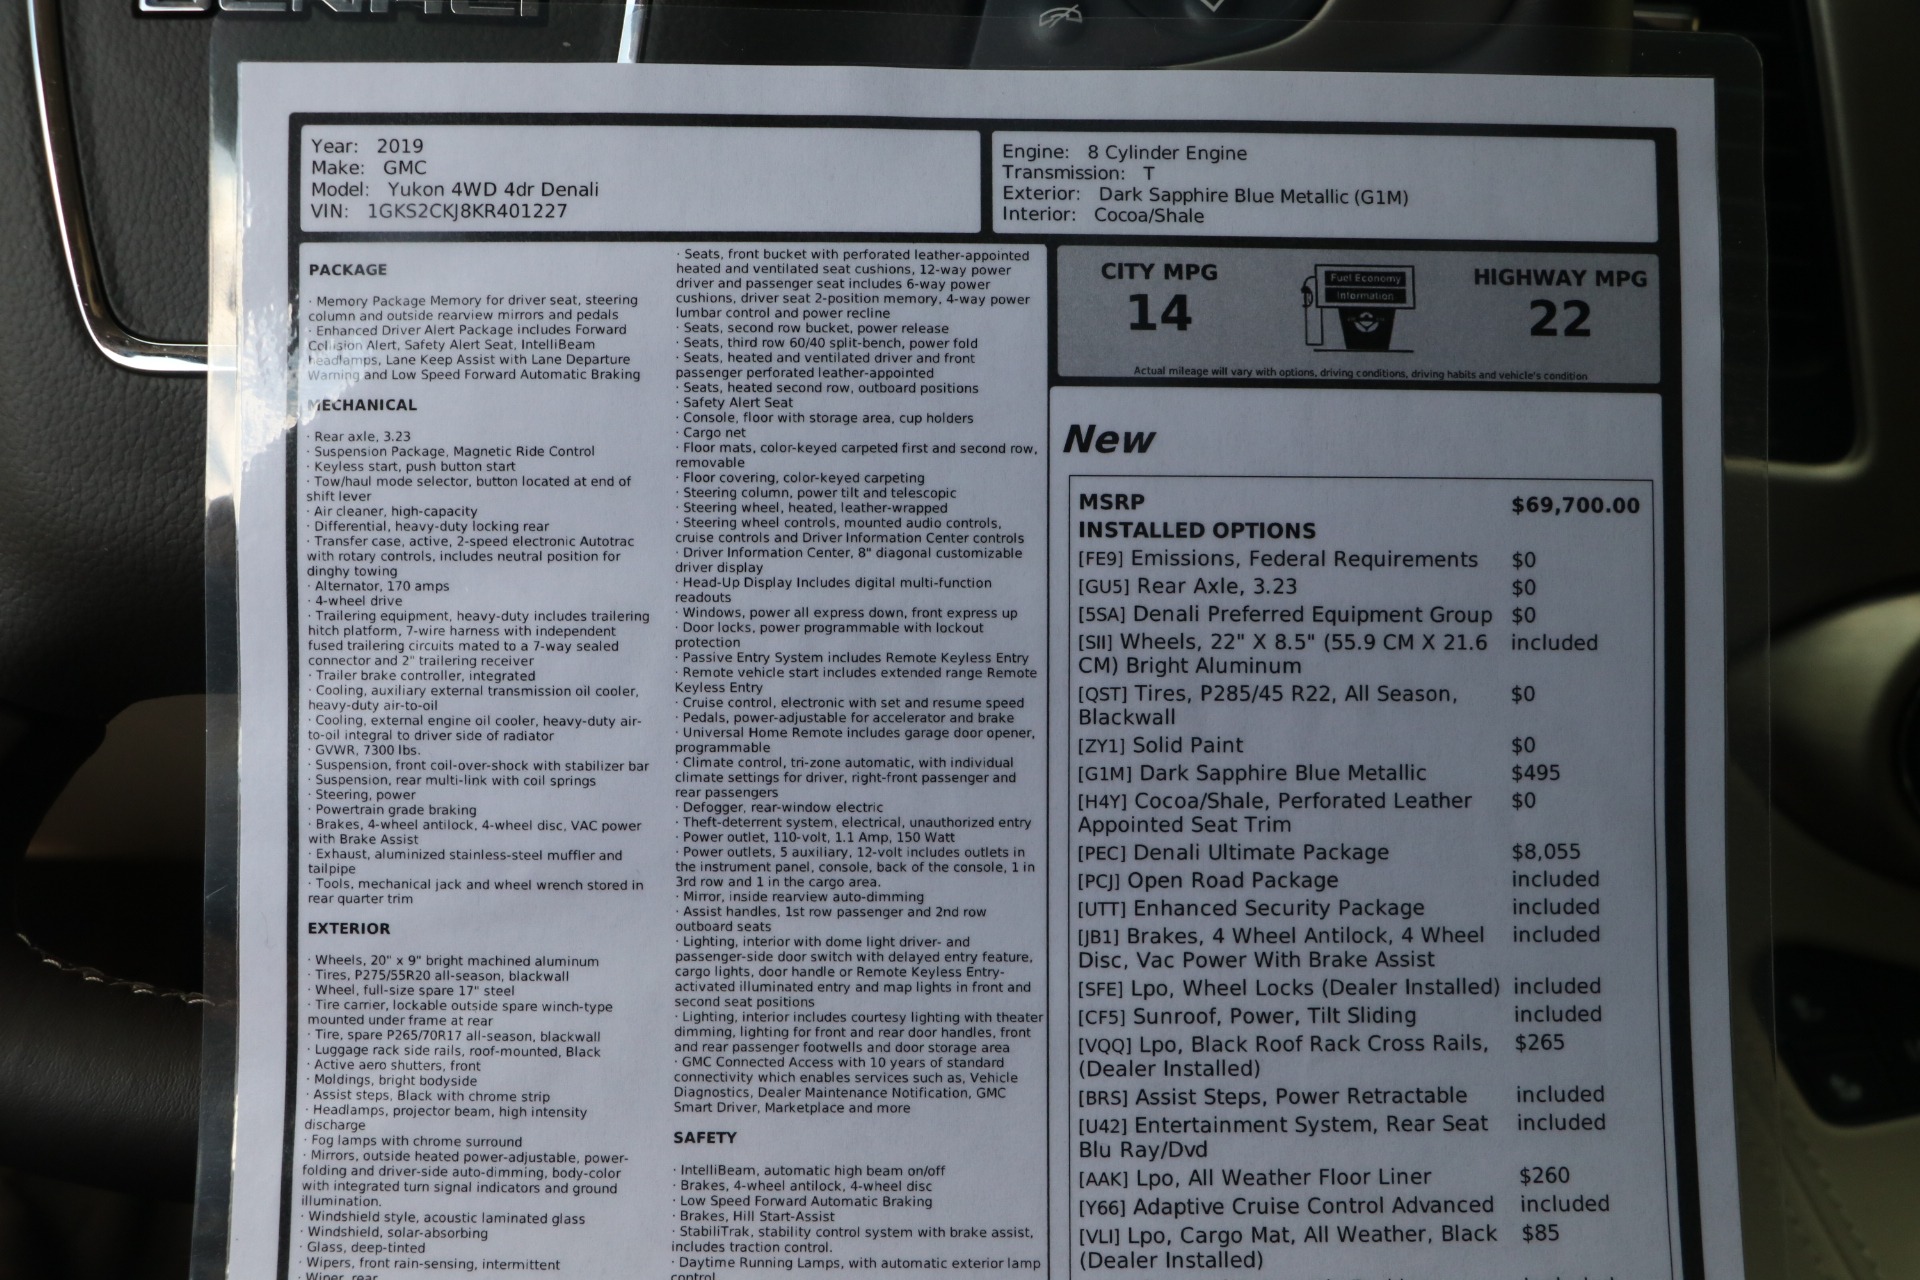 DENALI
Year: 2019
Make: GMC
Model: Yukon 4WD 4dr Denali
VIN: 1GKS2CKJ8KR401227
Engine: 8 Cylinder Engine
Transmission: T
Exterior: Dark Sapphire Blue Metallic (G1M)
Interior: Cocoa/Shale
PACKAGE
· Memory Package Memory for driver seat, steering
column and outside rearview mirrors and pedals
· Enhanced Driver Alert Package includes Forward
Collision Alert, Safety Alert Seat, IntelliBeam
headlamps, Lane Keep Assist with Lane Departure
Warning and Low Speed Forward Automatic Braking
MECHANICAL
· Rear axle, 3.23
· Suspension Package, Magnetic Ride Control
· Keyless start, push button start
· Tow/haul mode selector, button located at end of
shift lever
· Air cleaner, high-capacity
· Differential, heavy-duty locking rear
· Transfer case, active, 2-speed electronic Autotrac
with rotary controls, includes neutral position for
dinghy towing
· Alternator, 170 amps
· 4-wheel drive
· Trailering equipment, heavy-duty includes trailering
hitch platform, 7-wire harness with independent
fused trailering circuits mated to a 7-way sealed
connector and 2" trailering receiver
· Trailer brake controller, integrated
· Cooling, auxiliary external transmission oil cooler,
heavy-duty air-to-oil
· Cooling, external engine oil cooler, heavy-duty air-
to-oil integral to driver side of radiator
· GVWR, 7300 lbs.
· Suspension, front coil-over-shock with stabilizer bar
· Suspension, rear multi-link with coil springs
· Steering, power
· Powertrain grade braking
· Brakes, 4-wheel antilock, 4-wheel disc, VAC power
with Brake Assist
· Exhaust, aluminized stainless-steel muffler and
tailpipe
· Tools, mechanical jack and wheel wrench stored in
rear quarter trim
EXTERIOR
· Wheels, 20" x 9" bright machined aluminum
· Tires, P275/55R20 all-season, blackwall
· Wheel, full-size spare 17" steel
· Tire carrier, lockable outside spare winch-type
mounted under frame at rear
· Tire, spare P265/70R17 all-season, blackwall
· Luggage rack side rails, roof-mounted, Black
· Active aero shutters, front
· Moldings, bright bodyside
· Assist steps, Black with chrome strip
· Headlamps, projector beam, high intensity
discharge
· Fog lamps with chrome surround
· Mirrors, outside heated power-adjustable, power-
folding and driver-side auto-dimming, body-color
with integrated turn signal indicators and ground
illumination.
· Windshield style, acoustic laminated glass
· Windshield, solar-absorbing
· Glass, deep-tinted
· Wipers, front rain-sensing, intermittent
· Wiper, rear
· Seats, front bucket with perforated leather-appointed
heated and ventilated seat cushions, 12-way power
driver and passenger seat includes 6-way power
cushions, driver seat 2-position memory, 4-way power
lumbar control and power recline
· Seats, second row bucket, power release
· Seats, third row 60/40 split-bench, power fold
· Seats, heated and ventilated driver and front
passenger perforated leather-appointed
· Seats, heated second row, outboard positions
· Safety Alert Seat
· Console, floor with storage area, cup holders
· Cargo net
· Floor mats, color-keyed carpeted first and second row,
removable
· Floor covering, color-keyed carpeting
· Steering column, power tilt and telescopic
· Steering wheel, heated, leather-wrapped
· Steering wheel controls, mounted audio controls,
cruise controls and Driver Information Center controls
· Driver Information Center, 8" diagonal customizable
driver display
· Head-Up Display Includes digital multi-function
readouts
· Windows, power all express down, front express up
· Door locks, power programmable with lockout
protection
· Passive Entry System includes Remote Keyless Entry
· Remote vehicle start includes extended range Remote
Keyless Entry
· Cruise control, electronic with set and resume speed
· Pedals, power-adjustable for accelerator and brake
· Universal Home Remote includes garage door opener,
programmable
· Climate control, tri-zone automatic, with individual
climate settings for driver, right-front passenger and
rear passengers
· Defogger, rear-window electric
· Theft-deterrent system, electrical, unauthorized entry
· Power outlet, 110-volt, 1.1 Amp, 150 Watt
· Power outlets, 5 auxiliary, 12-volt includes outlets in
the instrument panel, console, back of the console, 1 in
3rd row and 1 in the cargo area.
· Mirror, inside rearview auto-dimming
· Assist handles, 1st row passenger and 2nd row
outboard seats
· Lighting, interior with dome light driver- and
passenger-side door switch with delayed entry feature,
cargo lights, door handle or Remote Keyless Entry-
activated illuminated entry and map lights in front and
second seat positions
· Lighting, interior includes courtesy lighting with theater
dimming, lighting for front and rear door handles, front
and rear passenger footwells and door storage area
· GMC Connected Access with 10 years of standard
connectivity which enables services such as, Vehicle
Diagnostics, Dealer Maintenance Notification, GMC
Smart Driver, Marketplace and more
SAFETY
· IntelliBeam, automatic high beam on/off
· Brakes, 4-wheel antilock, 4-wheel disc
· Low Speed Forward Automatic Braking
· Brakes, Hill Start-Assist
· StabiliTrak, stability control system with brake assist,
includes traction control.
· Daytime Running Lamps, with automatic exterior lamp
control
CITY MPG
14
Fuel Economy
Information
HIGHWAY MPG
22
Actual mileage will vary with options, driving conditions, driving habits and vehicle's condition
New
MSRP $69,700.00
INSTALLED OPTIONS
[FE9] Emissions, Federal Requirements $0
[GU5] Rear Axle, 3.23 $0
[5SA] Denali Preferred Equipment Group $0
[SII] Wheels, 22" X 8.5" (55.9 CM X 21.6 included
CM) Bright Aluminum
[QST] Tires, P285/45 R22, All Season, $0
Blackwall
[ZY1] Solid Paint $0
[G1M] Dark Sapphire Blue Metallic $495
[H4Y] Cocoa/Shale, Perforated Leather $0
Appointed Seat Trim
[PEC] Denali Ultimate Package $8,055
[PCJ] Open Road Package included
[UTT] Enhanced Security Package included
[JB1] Brakes, 4 Wheel Antilock, 4 Wheel included
Disc, Vac Power With Brake Assist
[SFE] Lpo, Wheel Locks (Dealer Installed) included
[CF5] Sunroof, Power, Tilt Sliding included
[VQQ] Lpo, Black Roof Rack Cross Rails, $265
(Dealer Installed)
[BRS] Assist Steps, Power Retractable included
[U42] Entertainment System, Rear Seat included
Blu Ray/Dvd
[AAK] Lpo, All Weather Floor Liner $260
[Y66] Adaptive Cruise Control Advanced included
[VLI] Lpo, Cargo Mat, All Weather, Black $85
(Dealer Installed)